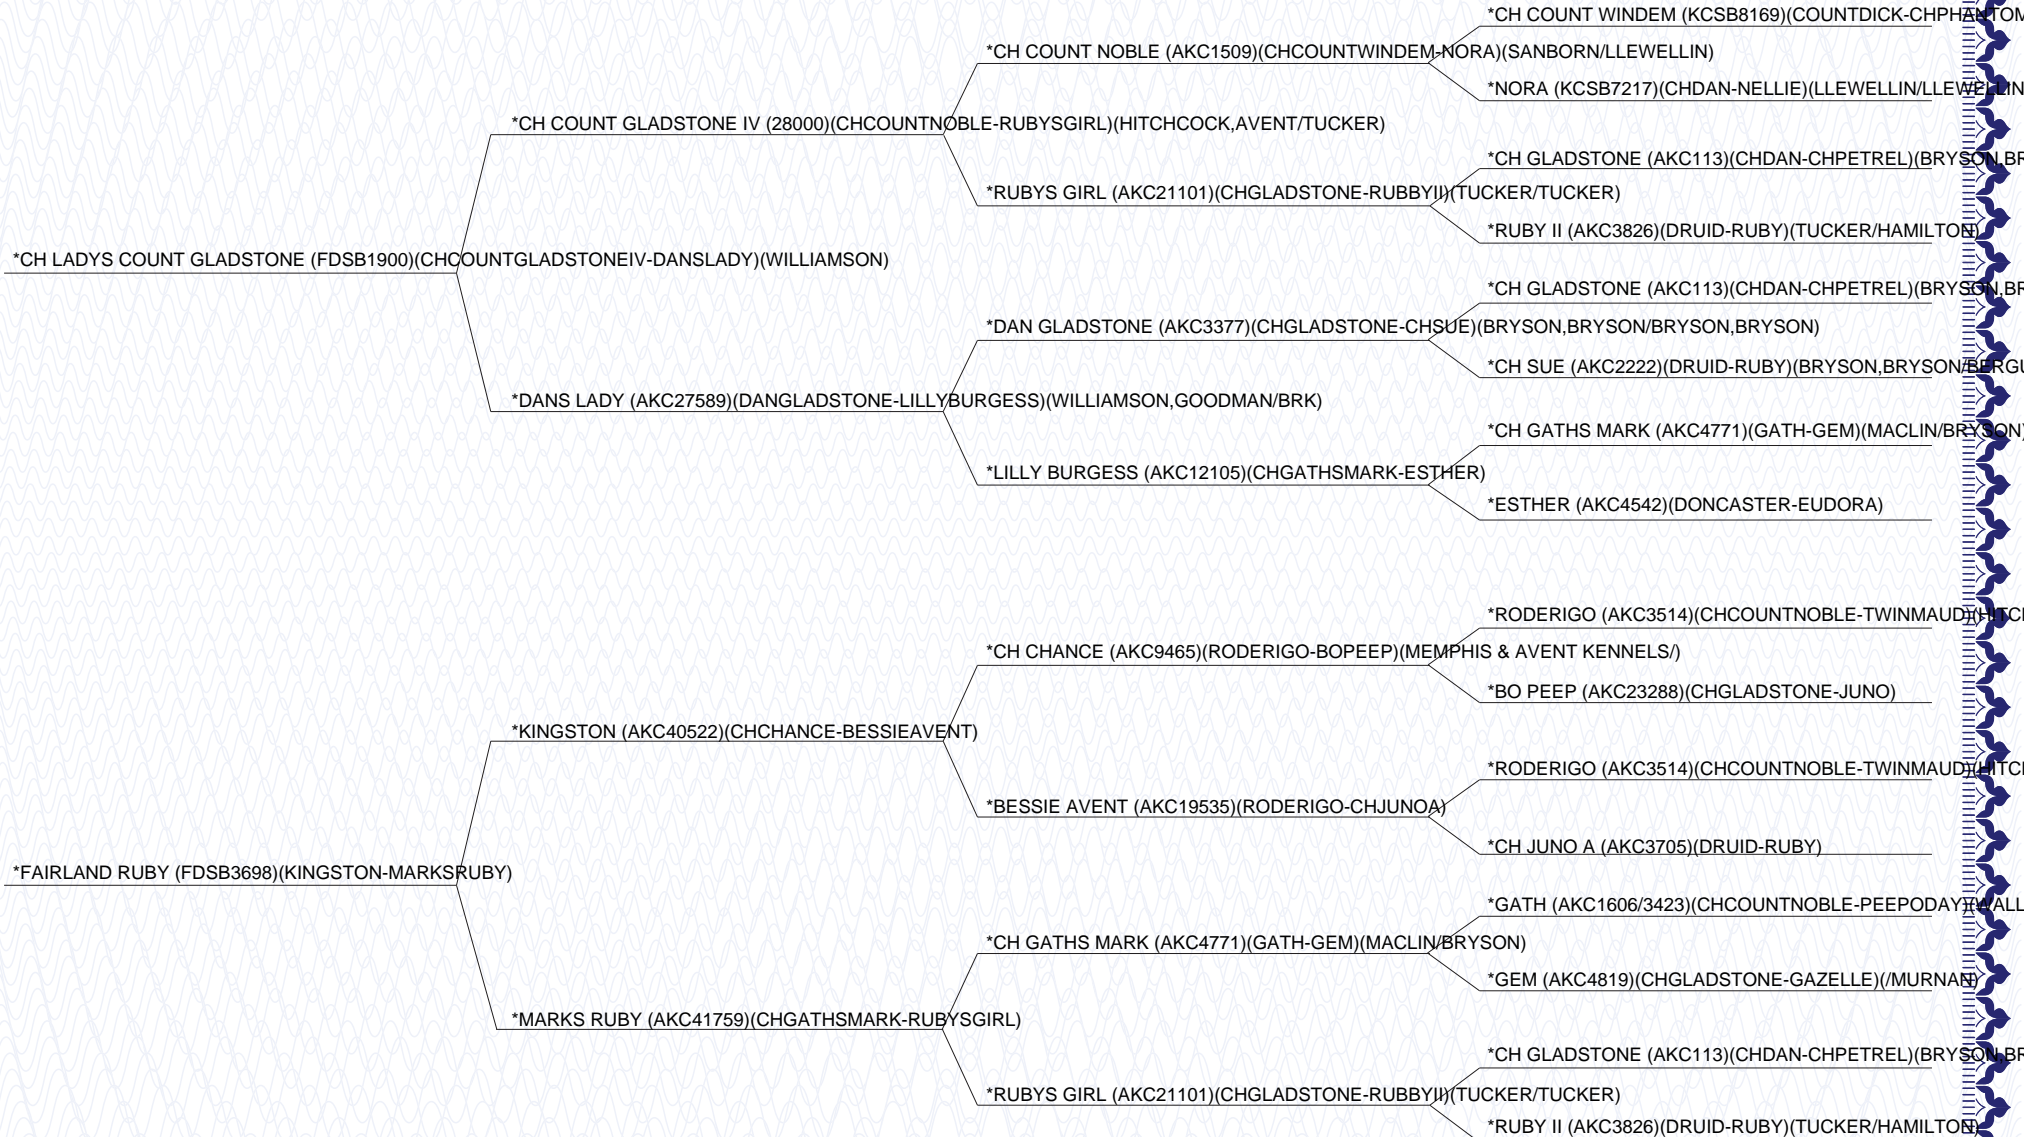 *CH COUNT WINDEM (KCSB8169)(COUNTDICK-CHPHANTOM
*CH COUNT NOBLE (AKC1509)(CHCOUNTWINDEM-NORA)(SANBORN/LLEWELLIN)
*NORA (KCSB7217)(CHDAN-NELLIE)(LLEWELLIN/LLEWELLIN
*CH COUNT GLADSTONE IV (28000)(CHCOUNTNOBLE-RUBYSGIRL)(HITCHCOCK,AVENT/TUCKER)
*CH GLADSTONE (AKC113)(CHDAN-CHPETREL)(BRYSON,BR
*RUBYS GIRL (AKC21101)(CHGLADSTONE-RUBBYII)(TUCKER/TUCKER)
*RUBY II (AKC3826)(DRUID-RUBY)(TUCKER/HAMILTON)
*CH LADYS COUNT GLADSTONE (FDSB1900)(CHCOUNTGLADSTONEIV-DANSLADY)(WILLIAMSON)
*CH GLADSTONE (AKC113)(CHDAN-CHPETREL)(BRYSON,BR
*DAN GLADSTONE (AKC3377)(CHGLADSTONE-CHSUE)(BRYSON,BRYSON/BRYSON,BRYSON)
*CH SUE (AKC2222)(DRUID-RUBY)(BRYSON,BRYSON/BERGU
*DANS LADY (AKC27589)(DANGLADSTONE-LILLYBURGESS)(WILLIAMSON,GOODMAN/BRK)
*CH GATHS MARK (AKC4771)(GATH-GEM)(MACLIN/BRYSON)
*LILLY BURGESS (AKC12105)(CHGATHSMARK-ESTHER)
*ESTHER (AKC4542)(DONCASTER-EUDORA)
*RODERIGO (AKC3514)(CHCOUNTNOBLE-TWINMAUD)(HITC
*CH CHANCE (AKC9465)(RODERIGO-BOPEEP)(MEMPHIS & AVENT KENNELS/)
*BO PEEP (AKC23288)(CHGLADSTONE-JUNO)
*KINGSTON (AKC40522)(CHCHANCE-BESSIEAVENT)
*RODERIGO (AKC3514)(CHCOUNTNOBLE-TWINMAUD)(HITC
*BESSIE AVENT (AKC19535)(RODERIGO-CHJUNOA)
*CH JUNO A (AKC3705)(DRUID-RUBY)
*FAIRLAND RUBY (FDSB3698)(KINGSTON-MARKSRUBY)
*GATH (AKC1606/3423)(CHCOUNTNOBLE-PEEPODAY)(WALL
*CH GATHS MARK (AKC4771)(GATH-GEM)(MACLIN/BRYSON)
*GEM (AKC4819)(CHGLADSTONE-GAZELLE)(/MURNAN)
*MARKS RUBY (AKC41759)(CHGATHSMARK-RUBYSGIRL)
*CH GLADSTONE (AKC113)(CHDAN-CHPETREL)(BRYSON,BR
*RUBYS GIRL (AKC21101)(CHGLADSTONE-RUBBYII)(TUCKER/TUCKER)
*RUBY II (AKC3826)(DRUID-RUBY)(TUCKER/HAMILTON)